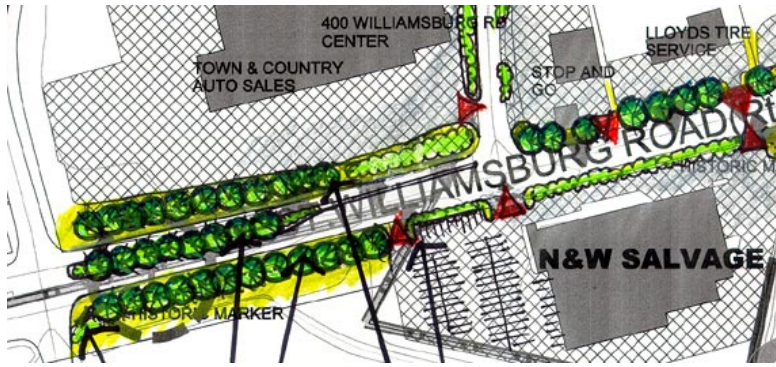 400 WILLIAMSBURG RD
CENTER
LLOYDS TIRE
SERVICE
TOWN & COUNTRY
AUTO SALES
STOP AND
GO
WILLIAMSBURG ROAD
HISTORIC
N&W SALVAGE
HISTORIC MARKER